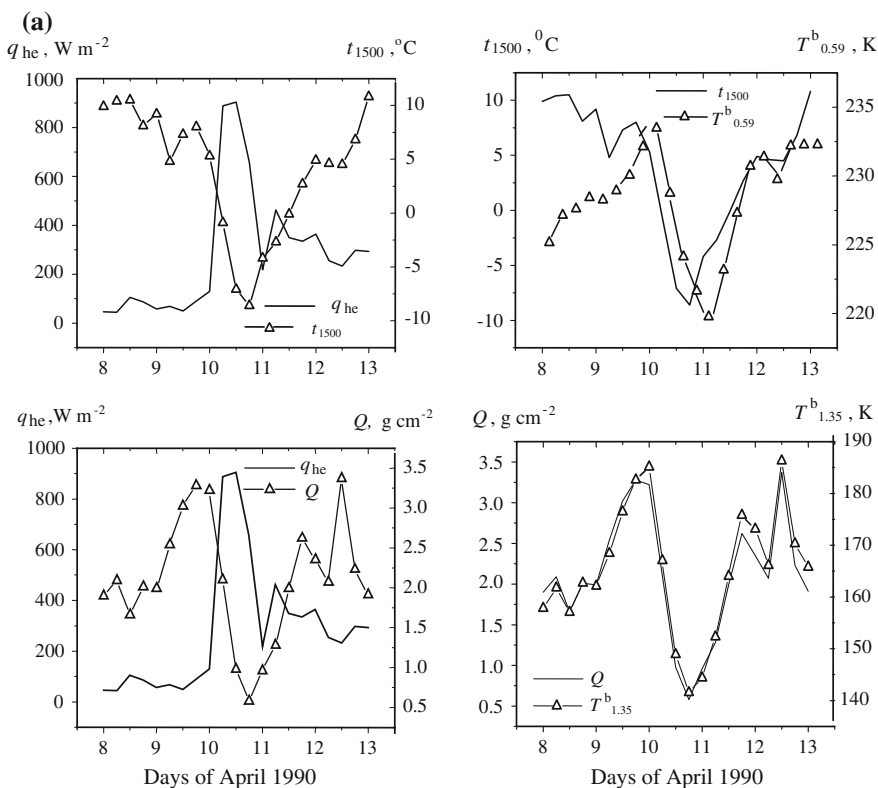 (a)
q he , W m-2
t 1500 , oC
1000
800
600
400
200
0
10
5
0
-5
-10
q he
t 1500
8 9 10 11 12 13
t 1500 , 0C
T b 0.59 , K
10
5
0
-5
-10
235
230
225
220
t 1500
T b 0.59
8 9 10 11 12 13
q he ,W m-2
Q, g cm-2
1000
800
600
400
200
0
3.5
3.0
2.5
2.0
1.5
1.0
0.5
q he
Q
8 9 10 11 12 13
Days of April 1990
Q , g cm-2
T b 1.35 , K
3.5
3.0
2.5
2.0
1.5
1.0
0.5
190
180
170
160
150
140
Q
T b 1.35
8 9 10 11 12 13
Days of April 1990